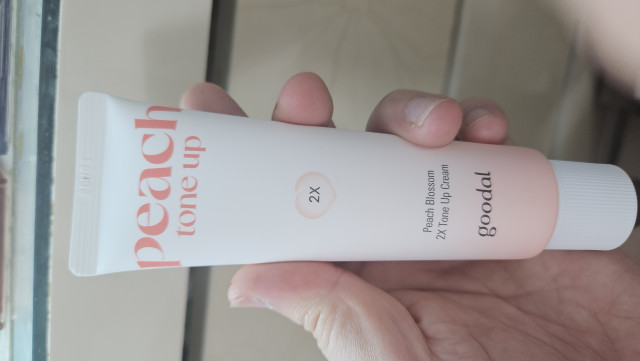 peach
tone up
2X
Peach Blossom
2X Tone Up Cream
goodal